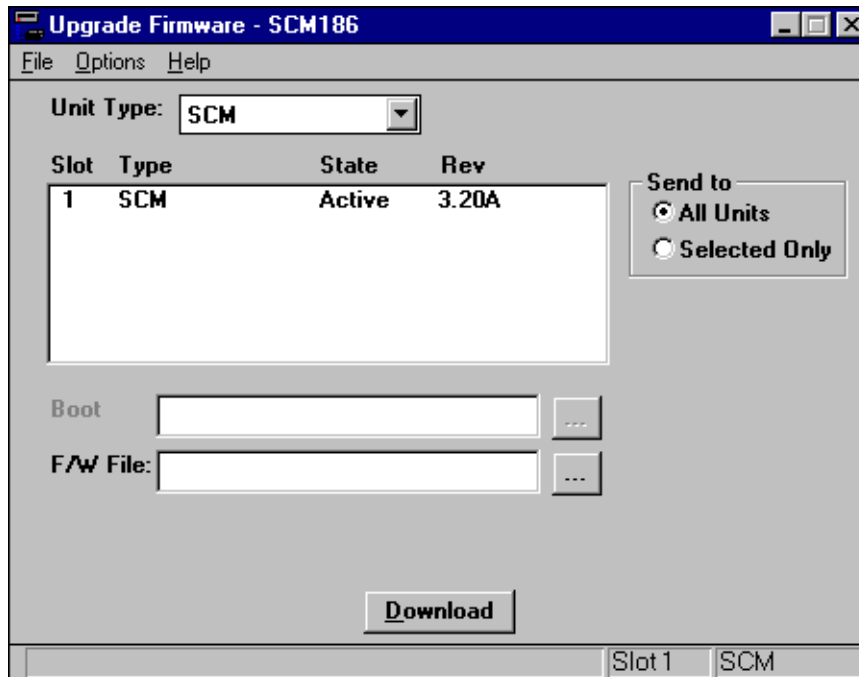 Upgrade Firmware - SCM186
File Options Help
Unit Type: SCM
Slot Type State Rev
1 SCM Active 3.20A
Send to
All Units
Selected Only
Boot
...
F/W File:
...
Download
Slot 1 SCM